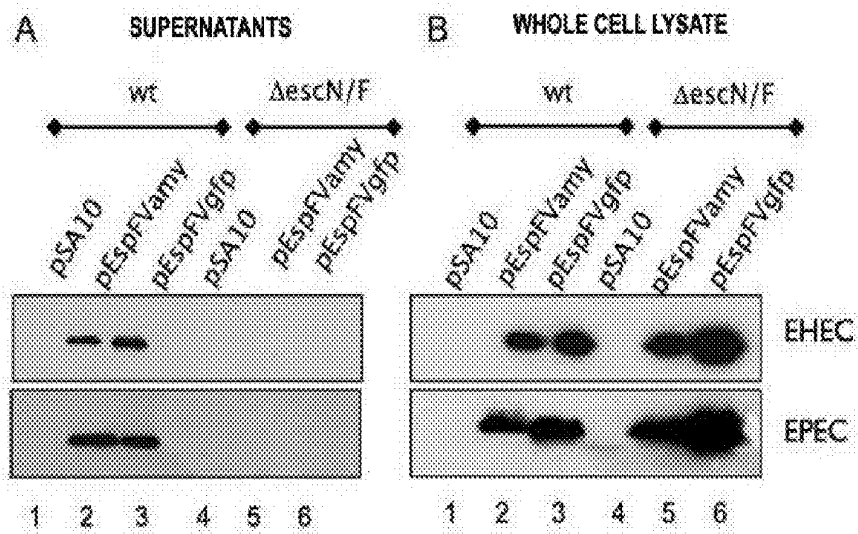 A SUPERNATANTS
wt ΔescN/F
pSA10 pEspFVamy pEspFVgfp pSA10 pEspFVamy pEspFVgfp
1 2 3 4 5 6
B WHOLE CELL LYSATE
wt ΔescN/F
pSA10 pEspFVamy pEspFVgfp pSA10 pEspFVamy pEspFVgfp
EHEC
EPEC
1 2 3 4 5 6